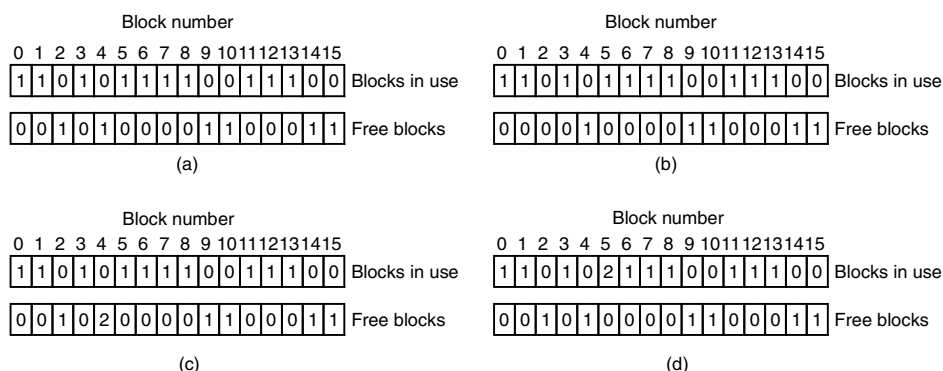 Block number
0 1 2 3 4 5 6 7 8 9 10 11 12 13 14 15
1 1 0 1 0 1 1 1 1 0 0 1 1 1 0 0 Blocks in use
0 0 1 0 1 0 0 0 0 1 1 0 0 0 1 1 Free blocks
(a)
Block number
0 1 2 3 4 5 6 7 8 9 10 11 12 13 14 15
1 1 0 1 0 1 1 1 1 0 0 1 1 1 0 0 Blocks in use
0 0 0 0 1 0 0 0 0 1 1 0 0 0 1 1 Free blocks
(b)
Block number
0 1 2 3 4 5 6 7 8 9 10 11 12 13 14 15
1 1 0 1 0 1 1 1 1 0 0 1 1 1 0 0 Blocks in use
0 0 1 0 2 0 0 0 0 1 1 0 0 0 1 1 Free blocks
(c)
Block number
0 1 2 3 4 5 6 7 8 9 10 11 12 13 14 15
1 1 0 1 0 2 1 1 1 0 0 1 1 1 0 0 Blocks in use
0 0 1 0 1 0 0 0 0 1 1 0 0 0 1 1 Free blocks
(d)